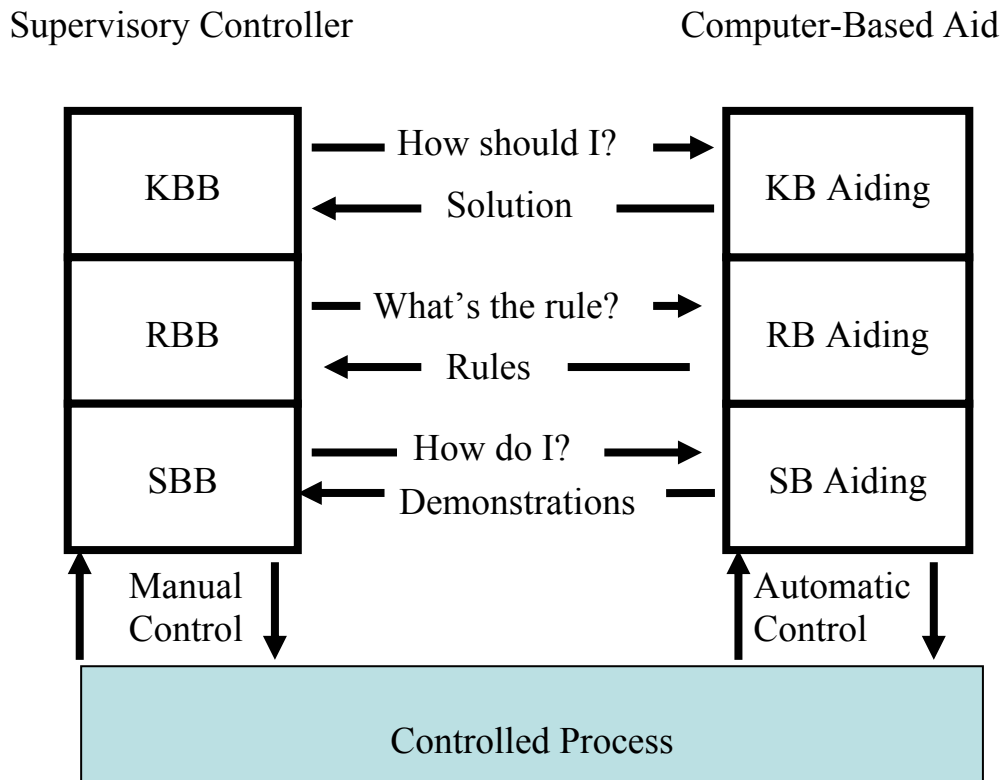 Supervisory Controller
Computer-Based Aid
KBB
How should I?
Solution
KB Aiding
RBB
What’s the rule?
Rules
RB Aiding
SBB
How do I?
Demonstrations
SB Aiding
Manual
Control
Automatic
Control
Controlled Process